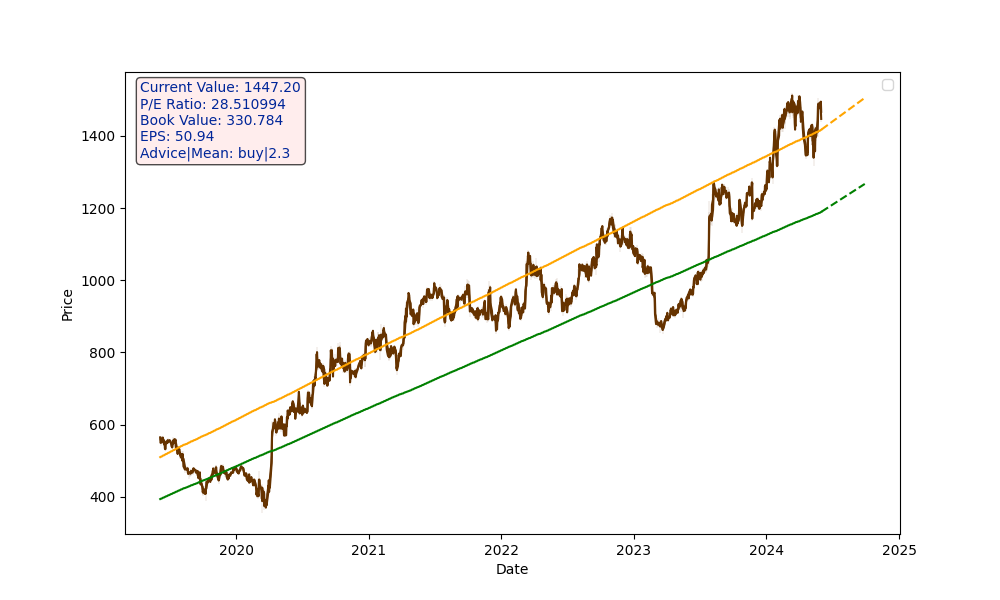 Current Value: 1447.20
P/E Ratio: 28.510994
Book Value: 330.784
EPS: 50.94
Advice|Mean: buy|2.3
Price
1400
1200
1000
800
600
400
2020 2021 2022 2023 2024 2025
Date